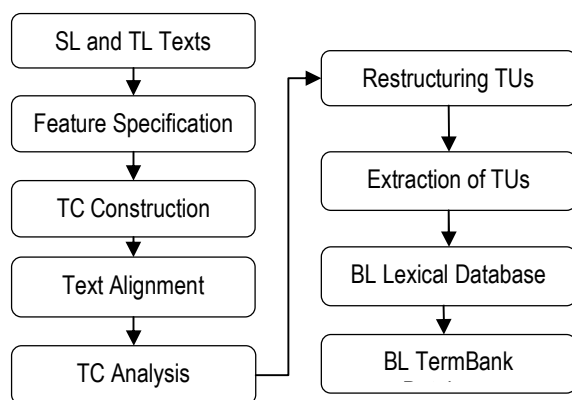 SL and TL Texts
Feature Specification
TC Construction
Text Alignment
TC Analysis
Restructuring TUs
Extraction of TUs
BL Lexical Database
BL TermBank